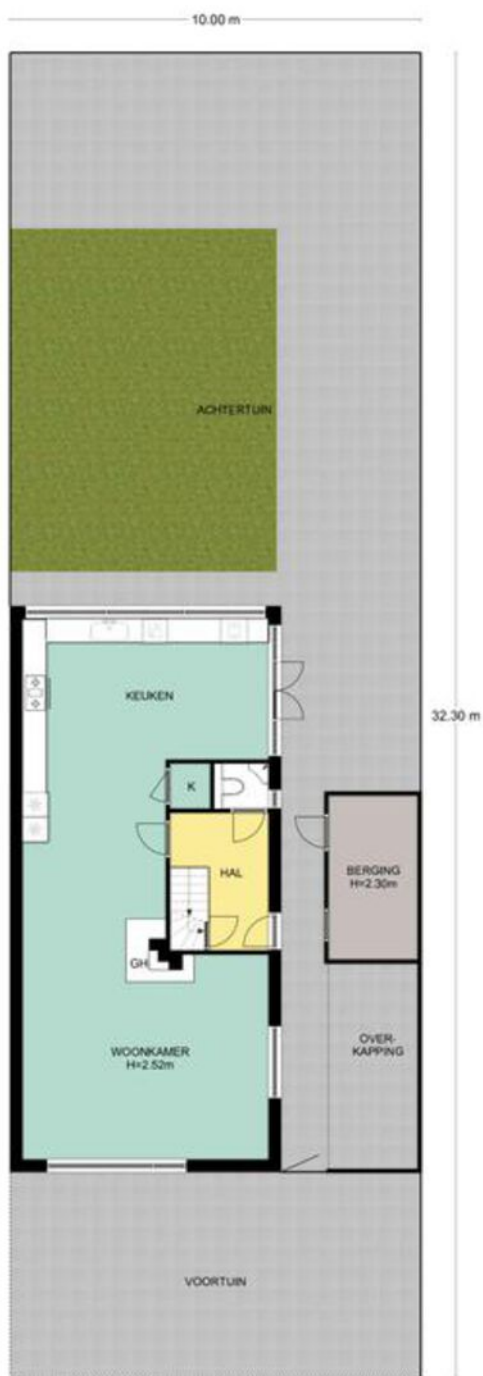 10.00 m
ACHTERTUIN
KEUKEN
32.30 m
K
HAL
BERGING
H=2.30m
GH
OVER-
KAPPING
WOONKAMER
H=2.52m
VOORTUIN